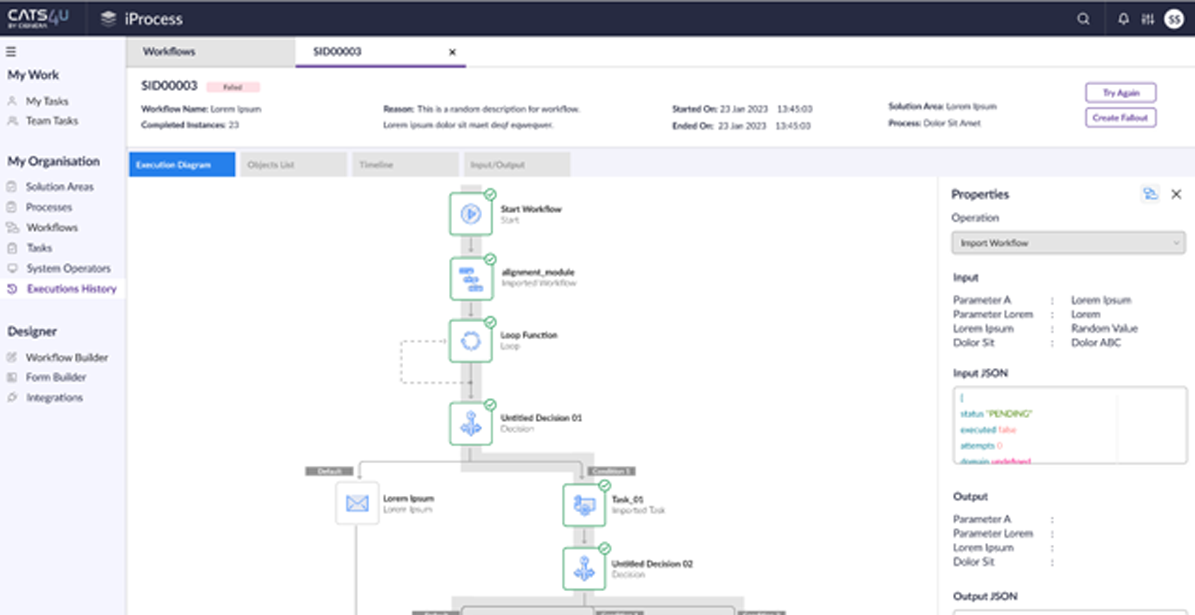 CATS4U
iProcess
SS
Workflows
SID00003
My Work
My Tasks
Team Tasks
My Organisation
Solution Areas
Processes
Workflows
Tasks
System Operators
Executions History
Designer
Workflow Builder
Form Builder
Integrations
SID00003 Failed
Workflow Name: Lorem Ipsum
Completed Instances: 23
Reason: This is a random description for workflow.
Lorem ipsum dolor sit maet
Started On: 23 Jan 2023 13:45:03
Ended On: 23 Jan 2023 13:45:03
Solution Area: Lorem Ipsum
Process: Dolor Sit Amet
Try Again
Create Fallout
Execution Diagram
Objects List
Timeline
Input/Output
Start Workflow
Start
alignment_module
Imported Workflow
Loop Function
Loop
Untitled Decision 01
Decision
Default
Condition 1
Lorem Ipsum
Lorem Ipsum
Task_01
Imported Task
Untitled Decision 02
Decision
Properties
Operation
Import Workflow
Input
Parameter A : Lorem Ipsum
Parameter Lorem : Lorem
Lorem Ipsum : Random Value
Dolor Sit : Dolor ABC
Input JSON
{
status "PENDING"
executed false
attempts 0
domain undefined
Output
Parameter A :
Parameter Lorem :
Lorem Ipsum :
Dolor Sit :
Output JSON